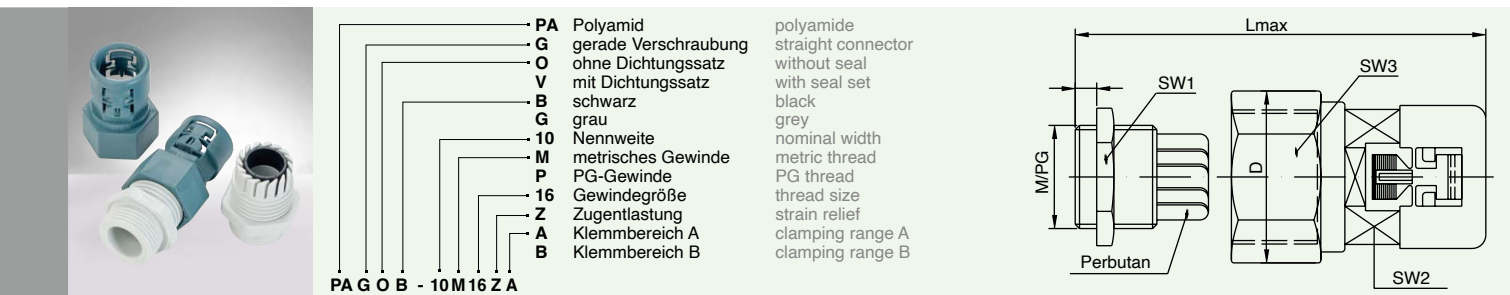 PA Polyamid polyamide
G gerade Verschraubung straight connector
O ohne Dichtungssatz without seal
V mit Dichtungssatz with seal set
B schwarz black
G grau grey
10 Nennweite nominal width
M metrisches Gewinde metric thread
P PG-Gewinde PG thread
16 Gewindegröße thread size
Z Zugentlastung strain relief
A Klemmbereich A clamping range A
B Klemmbereich B clamping range B
PA G O B - 10 M 16 Z A
Lmax
SW1
SW3
M/PG
D
Perbutan
SW2